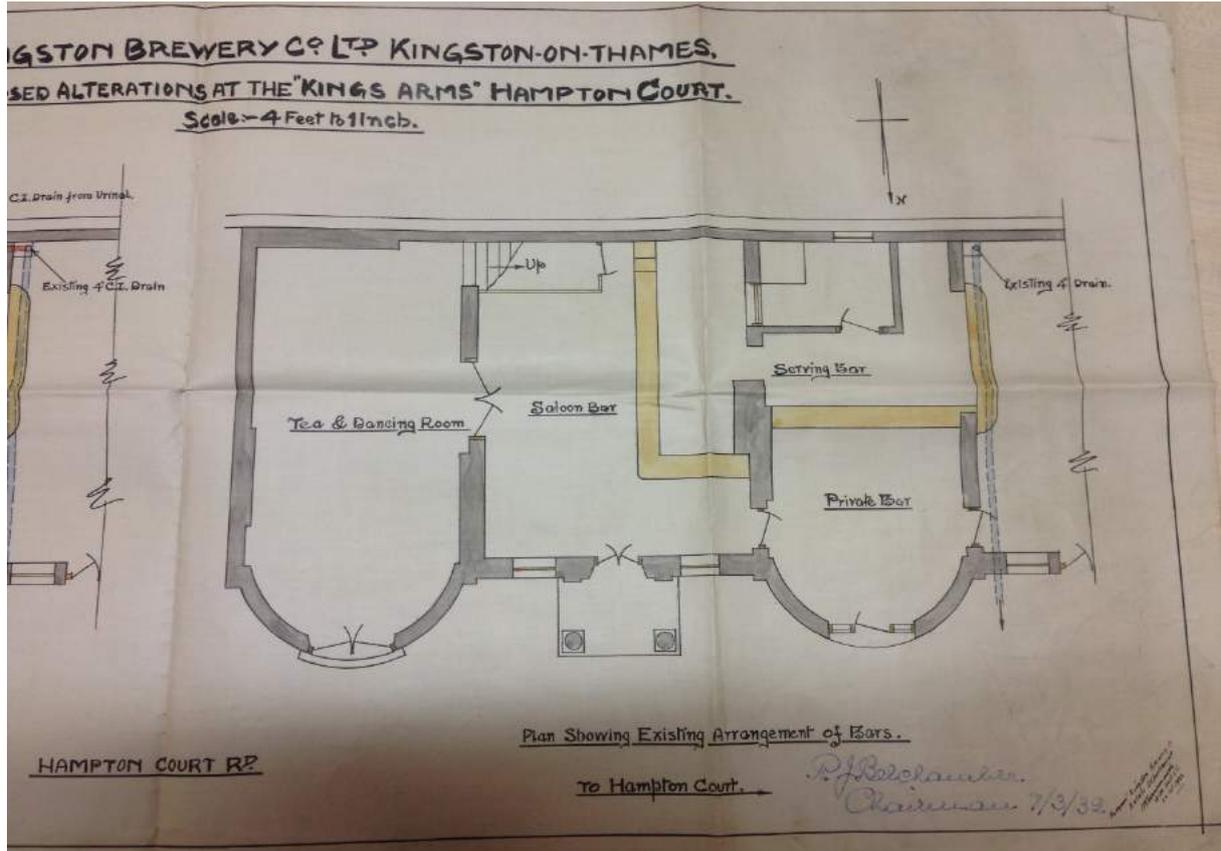 GSTON BREWERY Cº LTD KINGSTON-ON-THAMES.
SED ALTERATIONS AT THE "KINGS ARMS" HAMPTON COURT.
Scale:- 4 Feet to 1 Inch.
N
C.I. Drain from Urinal.
Existing 4" C.I. Drain
Up
Existing 4" Drain.
Serving Bar
Saloon Bar
Tea & Dancing Room
Private Bar
Plan Showing Existing Arrangement of Bars.
HAMPTON COURT RD.
To Hampton Court.
P. J. Belchamber.
Chairman 7/3/32.